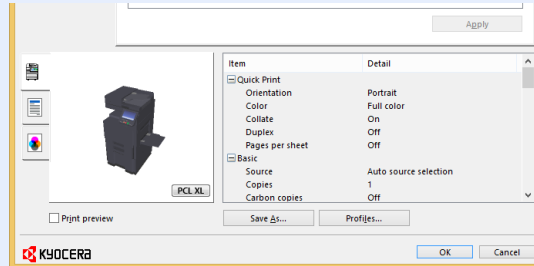 Apply
Item Detail
Quick Print
Orientation Portrait
Color Full color
Collate On
Duplex Off
Pages per sheet Off
Basic
Source Auto source selection
Copies 1
Carbon copies Off
PCL XL
Print preview Save As... Profiles...
KYOCERA OK Cancel